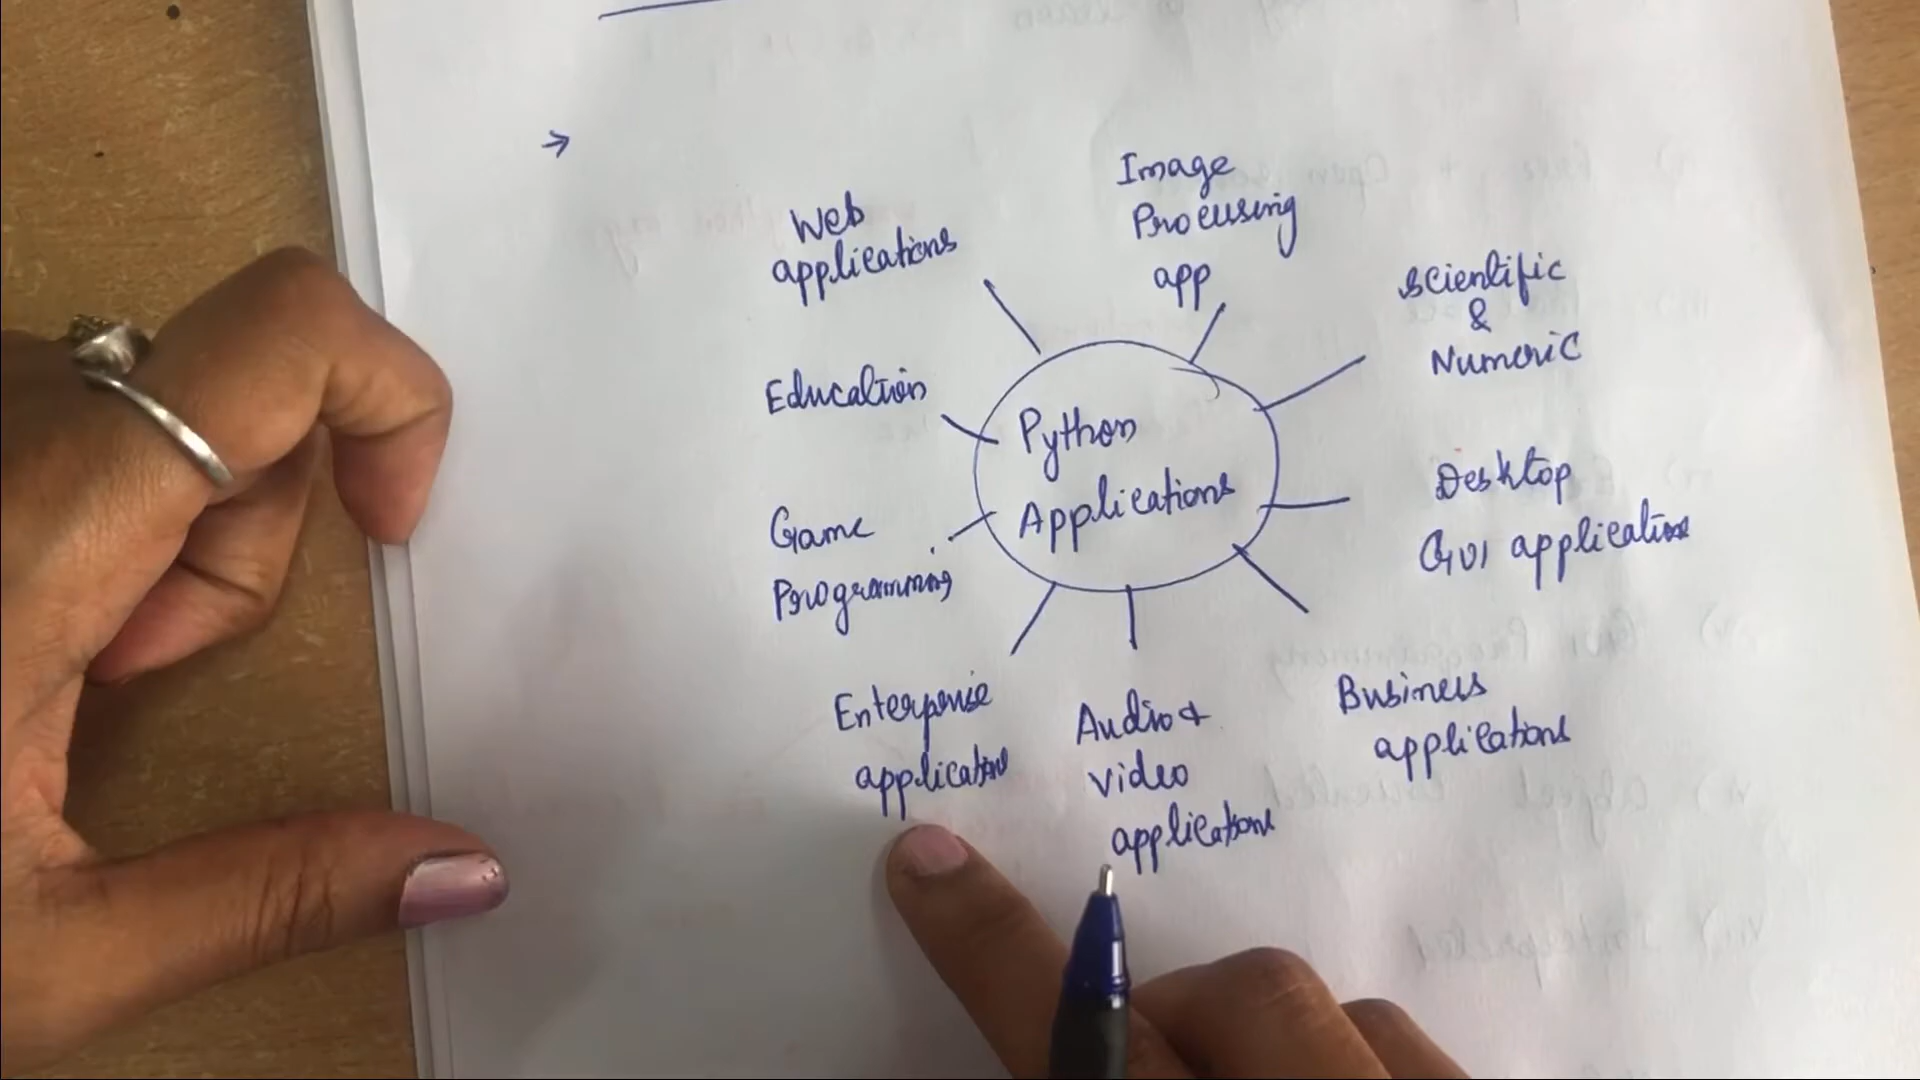 →
Web
applications
Image
Processing
app
Scientific
&
Numeric
Education
Python
Applications
Desktop
GUI applications
Game
Programming
Enterprise
applications
Audio +
video
applications
Business
applications